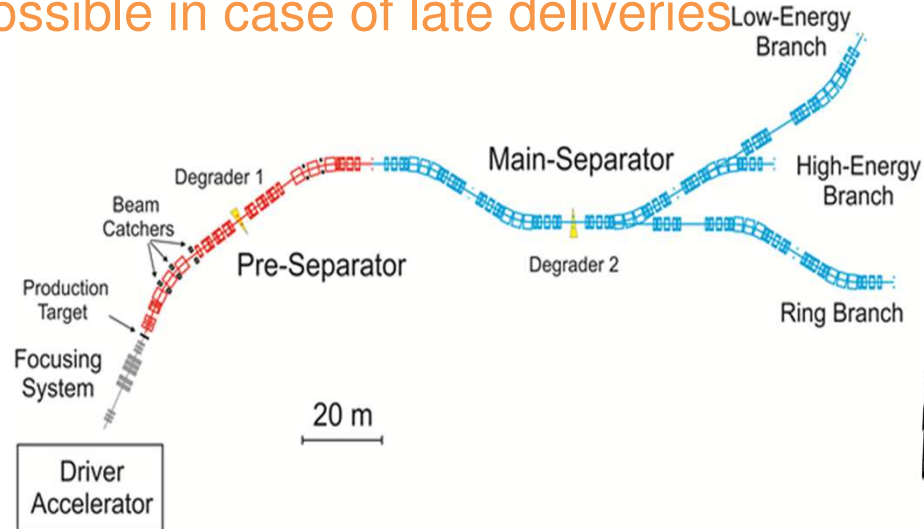 ossible in case of late deliveries
Low-Energy
Branch
Main-Separator
High-Energy
Branch
Degrader 1
Beam
Catchers
Pre-Separator
Degrader 2
Production
Target
Ring Branch
Focusing
System
20 m
Driver
Accelerator